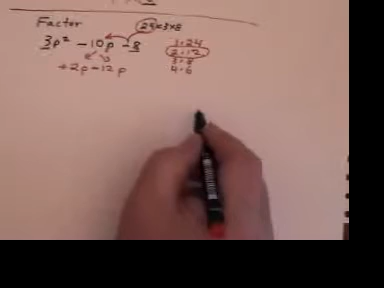 Factor 24=3×8
3p² − 10p − 8
1·24
2·12
3·8
4·6
+2p − 12p